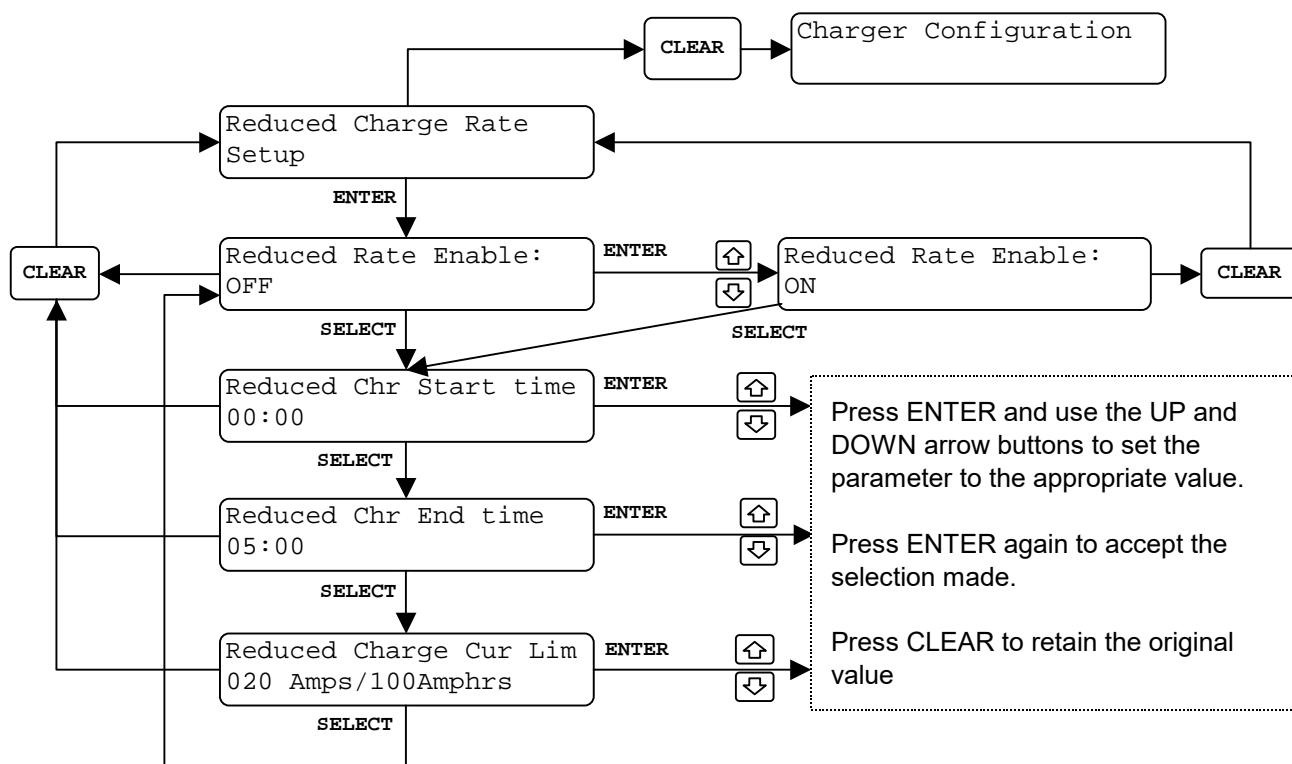 CLEAR
Charger Configuration
Reduced Charge Rate
Setup
ENTER
CLEAR
Reduced Rate Enable:
OFF
ENTER
Reduced Rate Enable:
ON
CLEAR
SELECT
SELECT
Reduced Chr Start time
00:00
ENTER
SELECT
Reduced Chr End time
05:00
ENTER
SELECT
Reduced Charge Cur Lim
020 Amps/100Amphrs
ENTER
SELECT
Press ENTER and use the UP and
DOWN arrow buttons to set the
parameter to the appropriate value.
Press ENTER again to accept the
selection made.
Press CLEAR to retain the original
value